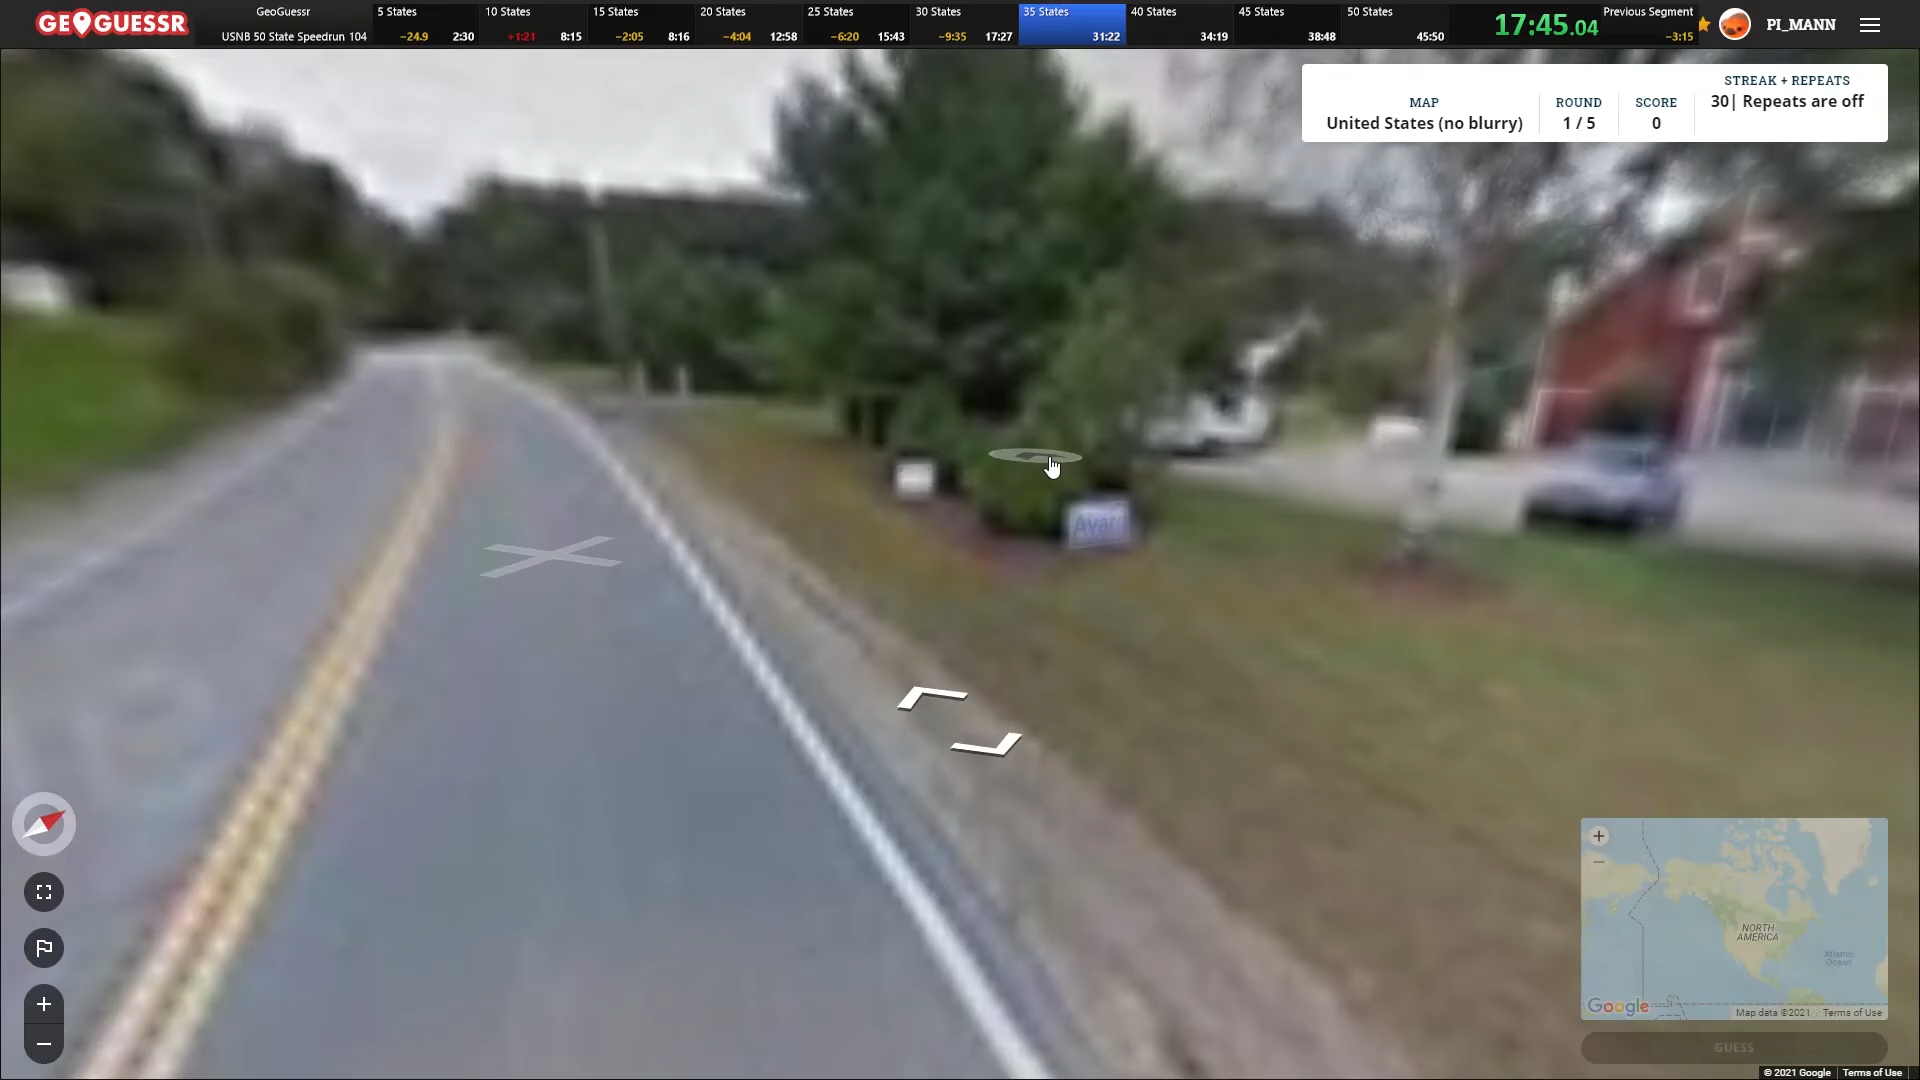 GEOGUESSR
GeoGuessr
USNB 50 State Speedrun 104
5 States
−24.9 2:30
10 States
+1:21 8:15
15 States
−2:05 8:16
20 States
−4:04 12:58
25 States
−6:20 15:43
30 States
−9:35 17:27
35 States
31:22
40 States
34:19
45 States
38:48
50 States
45:50
17:45.04
Previous Segment
−3:15
PI_MANN
MAP
United States (no blurry)
ROUND
1 / 5
SCORE
0
STREAK + REPEATS
30| Repeats are off
NORTH
AMERICA
Atlantic
Ocean
Google
Map data ©2021 Terms of Use
GUESS
© 2021 Google Terms of Use